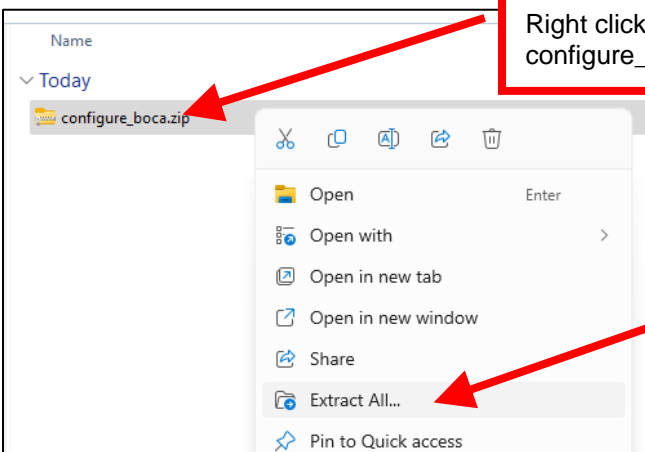 Right click
configure_
Name
Today
configure_boca.zip
Open Enter
Open with
Open in new tab
Open in new window
Share
Extract All...
Pin to Quick access